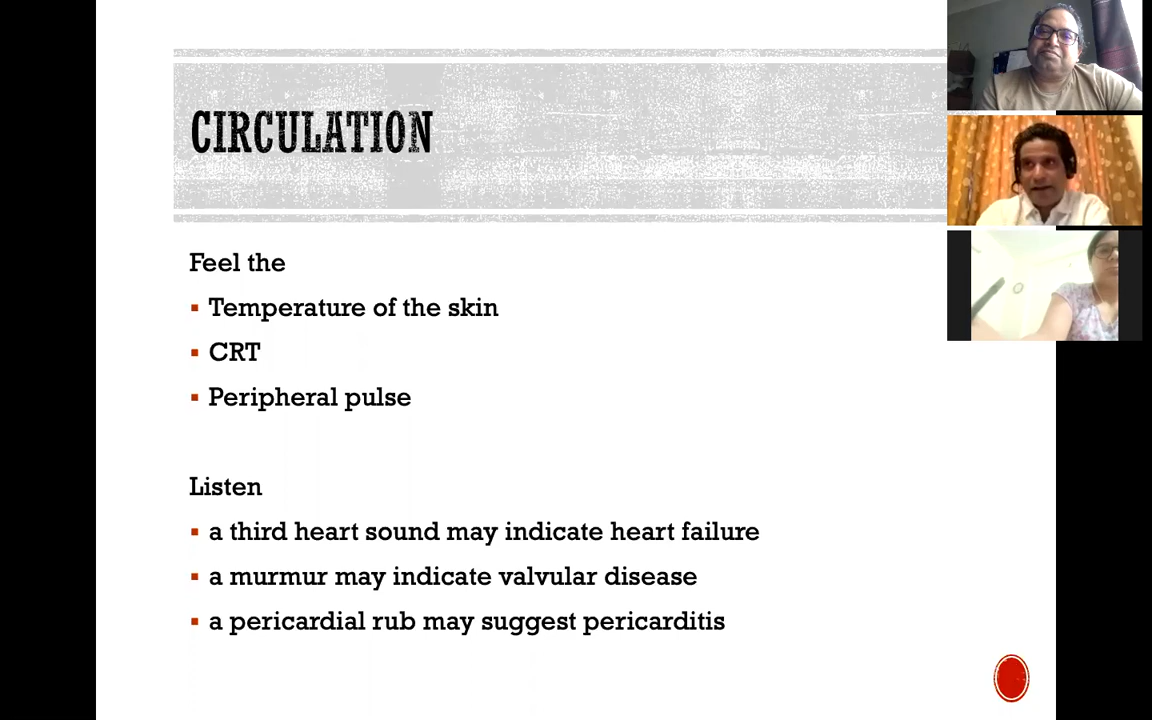 CIRCULATION
Feel the
▪ Temperature of the skin
▪ CRT
▪ Peripheral pulse
Listen
▪ a third heart sound may indicate heart failure
▪ a murmur may indicate valvular disease
▪ a pericardial rub may suggest pericarditis